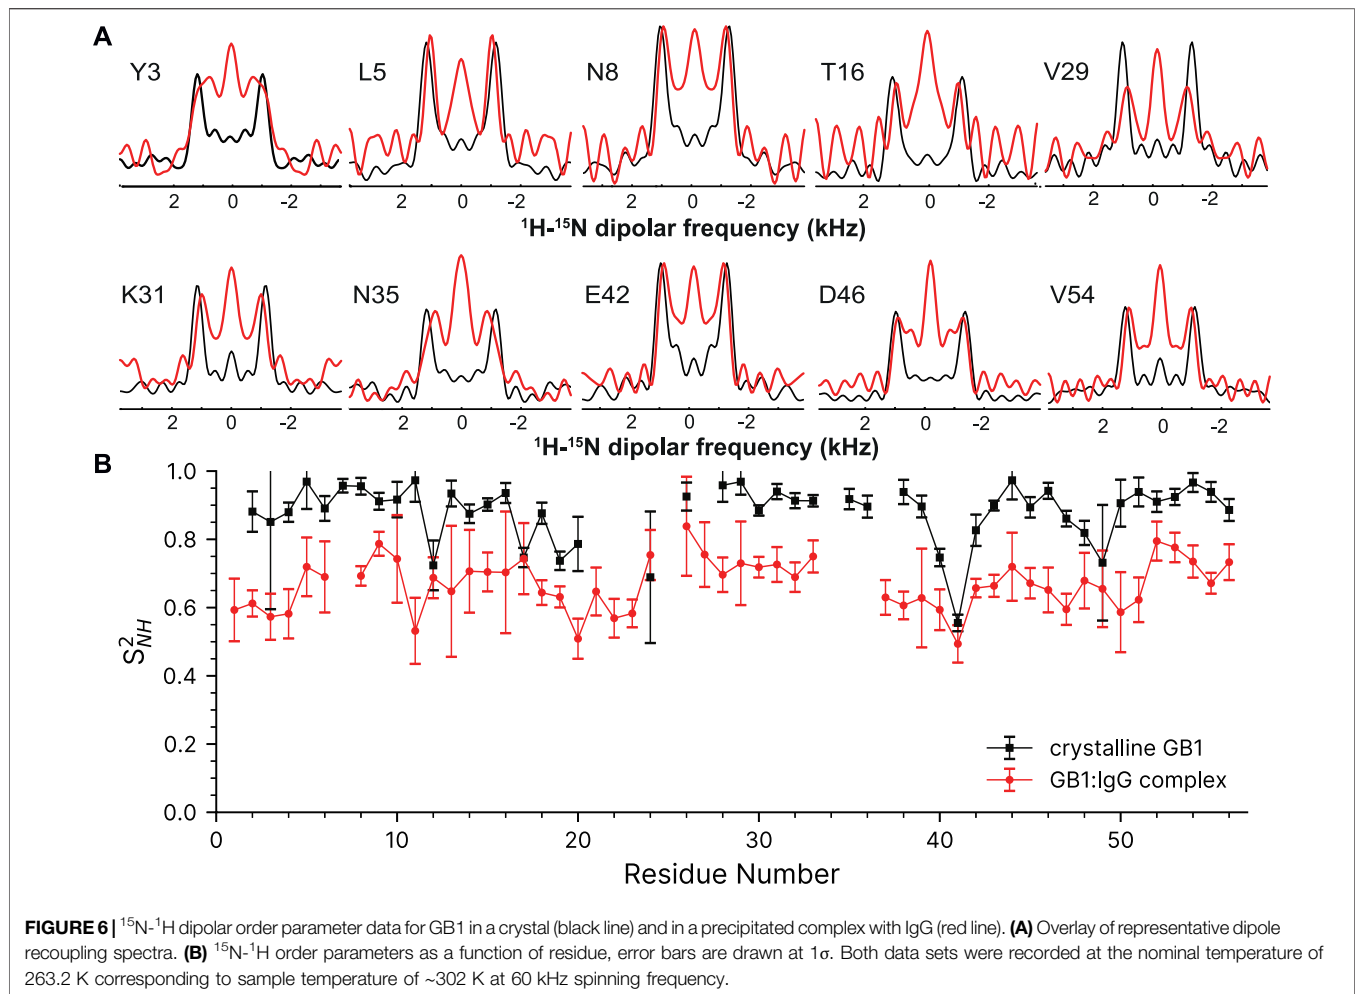 A
Y3
L5
N8
T16
V29
2 0 -2
2 0 -2
2 0 -2
2 0 -2
2 0 -2
¹H-¹⁵N dipolar frequency (kHz)
K31
N35
E42
D46
V54
2 0 -2
2 0 -2
2 0 -2
2 0 -2
2 0 -2
¹H-¹⁵N dipolar frequency (kHz)
B
1.0
0.8
0.6
0.4
0.2
0.0
S²NH
crystalline GB1
GB1:IgG complex
0 10 20 30 40 50
Residue Number
FIGURE 6 | ¹⁵N-¹H dipolar order parameter data for GB1 in a crystal (black line) and in a precipitated complex with IgG (red line). (A) Overlay of representative dipole
recoupling spectra. (B) ¹⁵N-¹H order parameters as a function of residue, error bars are drawn at 1σ. Both data sets were recorded at the nominal temperature of
263.2 K corresponding to sample temperature of ~302 K at 60 kHz spinning frequency.